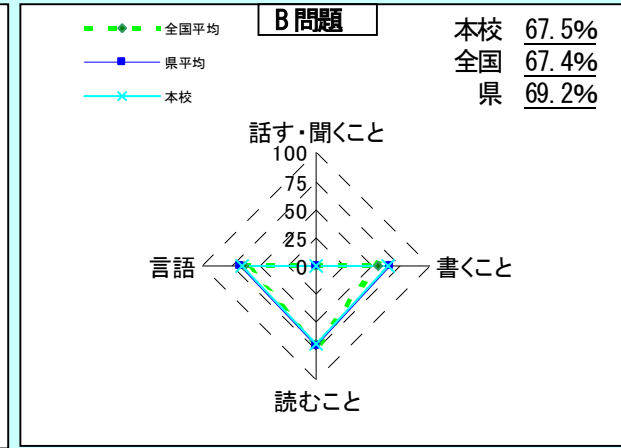 B問題
全国平均
県平均
本校
本校 67.5%
全国 67.4%
県 69.2%
話す・聞くこと
100
75
50
25
0
言語
書くこと
読むこと